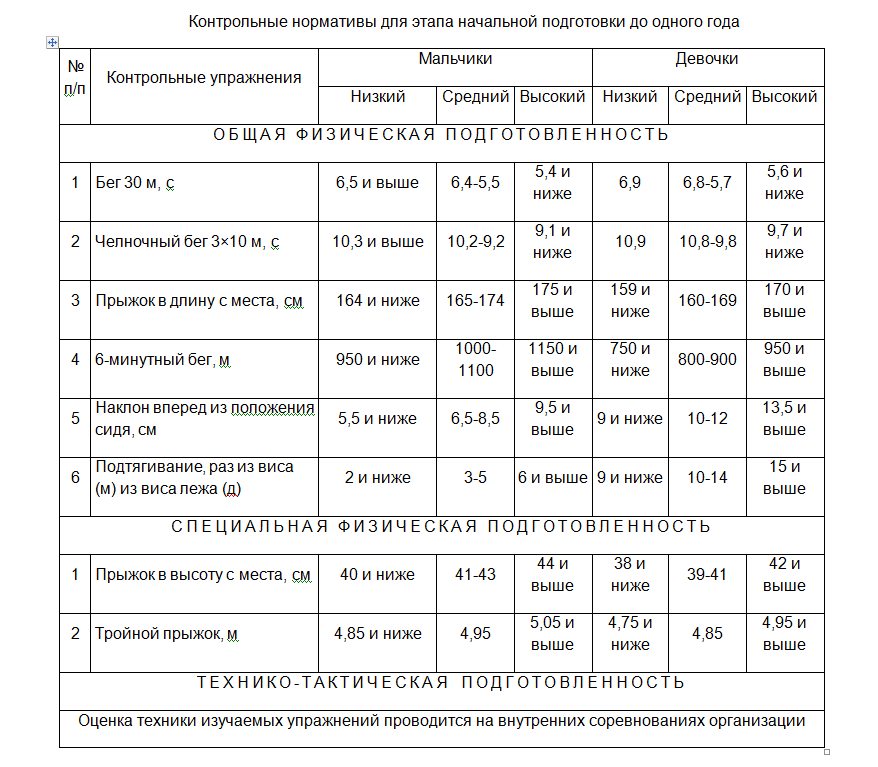 Контрольные нормативы для этапа начальной подготовки до одного года
№ п/п Контрольные упражнения Мальчики Девочки
Низкий Средний Высокий Низкий Средний Высокий
ОБЩАЯ ФИЗИЧЕСКАЯ ПОДГОТОВЛЕННОСТЬ
1 Бег 30 м, с 6,5 и выше 6,4-5,5 5,4 и ниже 6,9 6,8-5,7 5,6 и ниже
2 Челночный бег 3×10 м, с 10,3 и выше 10,2-9,2 9,1 и ниже 10,9 10,8-9,8 9,7 и ниже
3 Прыжок в длину с места, см 164 и ниже 165-174 175 и выше 159 и ниже 160-169 170 и выше
4 6-минутный бег, м 950 и ниже 1000-1100 1150 и выше 750 и ниже 800-900 950 и выше
5 Наклон вперед из положения сидя, см 5,5 и ниже 6,5-8,5 9,5 и выше 9 и ниже 10-12 13,5 и выше
6 Подтягивание, раз из виса (м) из виса лежа (д) 2 и ниже 3-5 6 и выше 9 и ниже 10-14 15 и выше
СПЕЦИАЛЬНАЯ ФИЗИЧЕСКАЯ ПОДГОТОВЛЕННОСТЬ
1 Прыжок в высоту с места, см 40 и ниже 41-43 44 и выше 38 и ниже 39-41 42 и выше
2 Тройной прыжок, м 4,85 и ниже 4,95 5,05 и выше 4,75 и ниже 4,85 4,95 и выше
ТЕХНИКО-ТАКТИЧЕСКАЯ ПОДГОТОВЛЕННОСТЬ
Оценка техники изучаемых упражнений проводится на внутренних соревнованиях организации